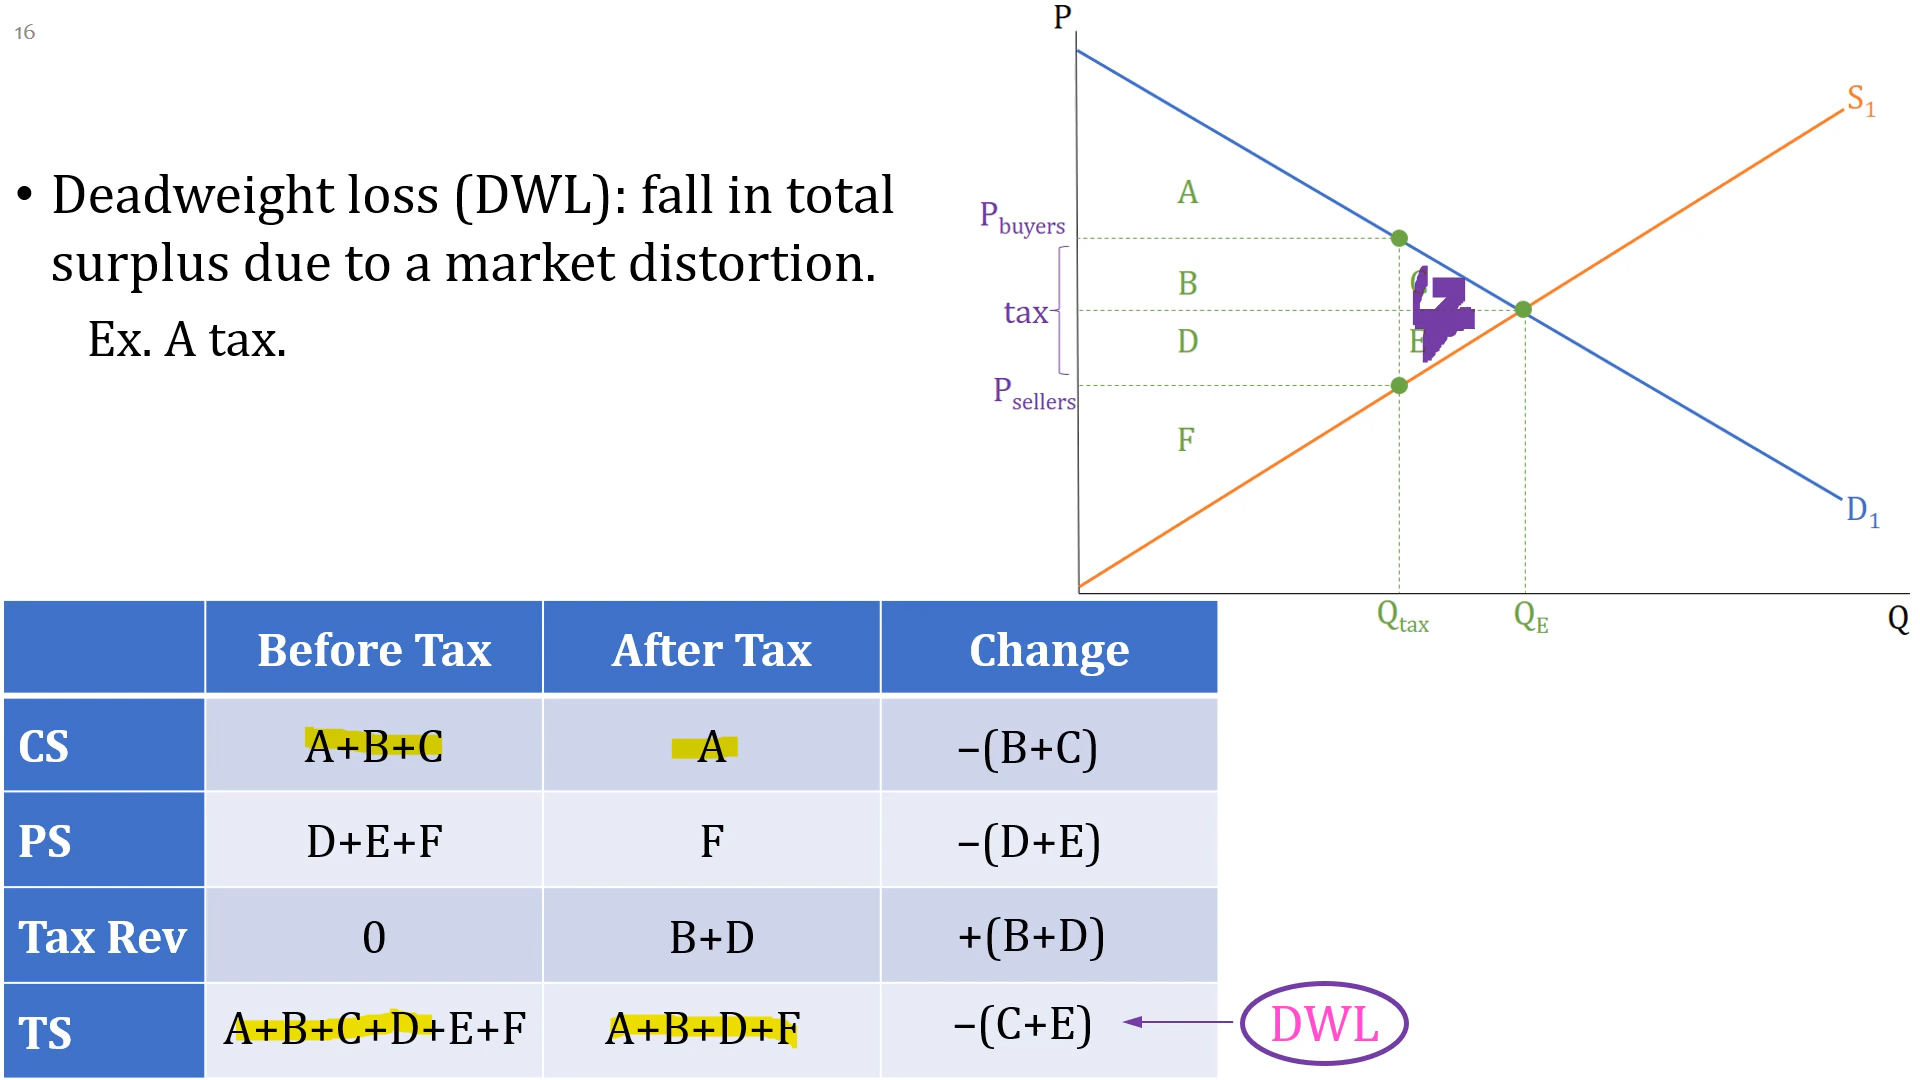 16
• Deadweight loss (DWL): fall in total
surplus due to a market distortion.
Ex. A tax.
P
S1
A
Pbuyers
B
C
tax
D
E
Psellers
F
D1
Qtax
QE
Q
Before Tax After Tax Change
CS A+B+C A –(B+C)
PS D+E+F F –(D+E)
Tax Rev 0 B+D +(B+D)
TS A+B+C+D+E+F A+B+D+F –(C+E)
DWL